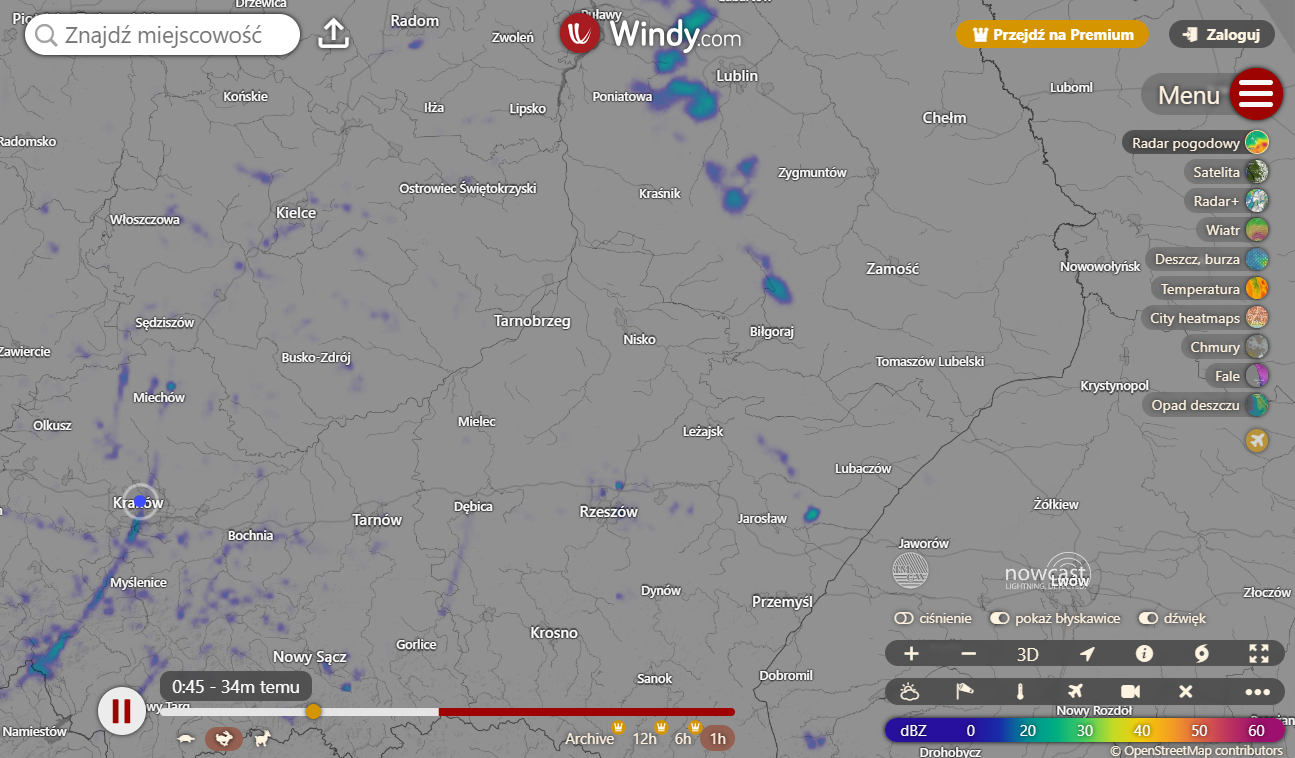 Drzewica
Znajdź miejscowość
Radom
Zwoleń
Puławy
Windy.com
Przejdź na Premium
Zaloguj
Lublin
Luboml
Menu
Końskie
Iłża
Lipsko
Poniatowa
Chełm
Radomsko
Radar pogodowy
Satelita
Zygmuntów
Ostrowiec Świętokrzyski
Kraśnik
Radar+
Włoszczowa
Kielce
Wiatr
Deszcz, burza
Zamość
Nowowołyńsk
Temperatura
Sędziszów
Tarnobrzeg
City heatmaps
Nisko
Biłgoraj
Zawiercie
Busko-Zdrój
Chmury
Tomaszów Lubelski
Fale
Krystynopol
Miechów
Opad deszczu
Olkusz
Mielec
Leżajsk
Lubaczów
Kraków
Dębica
Rzeszów
Żółkiew
Tarnów
Jarosław
Bochnia
Jaworów
nowcast
LIGHTNING, DETECTED.
Lwów
Myślenice
Dynów
Przemyśl
Złoczów
ciśnienie
pokaż błyskawice
dźwięk
Krosno
Gorlice
Nowy Sącz
3D
Sanok
Dobromil
0:45 - 34m temu
Nowy Rozdół
Namiestów
Archive
12h
6h
1h
dBZ 0 20 30 40 50 60
Drohobycz
© OpenStreetMap contributors